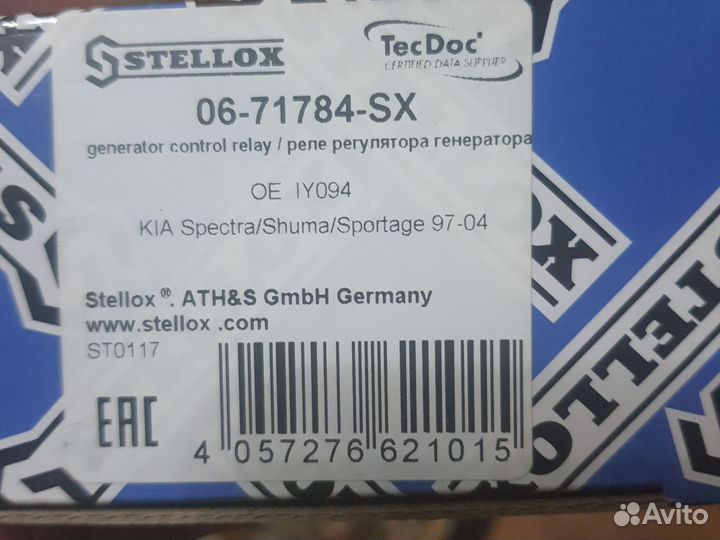 STELLOX
TecDoc
CERTIFIED DATA SUPPLIER
06-71784-SX
generator control relay / реле регулятора генератора
OE IY094
KIA Spectra/Shuma/Sportage 97-04
Stellox ®. ATH&S GmbH Germany
www.stellox .com
ST0117
EAC
4 057276 621015
STELLO
Avito